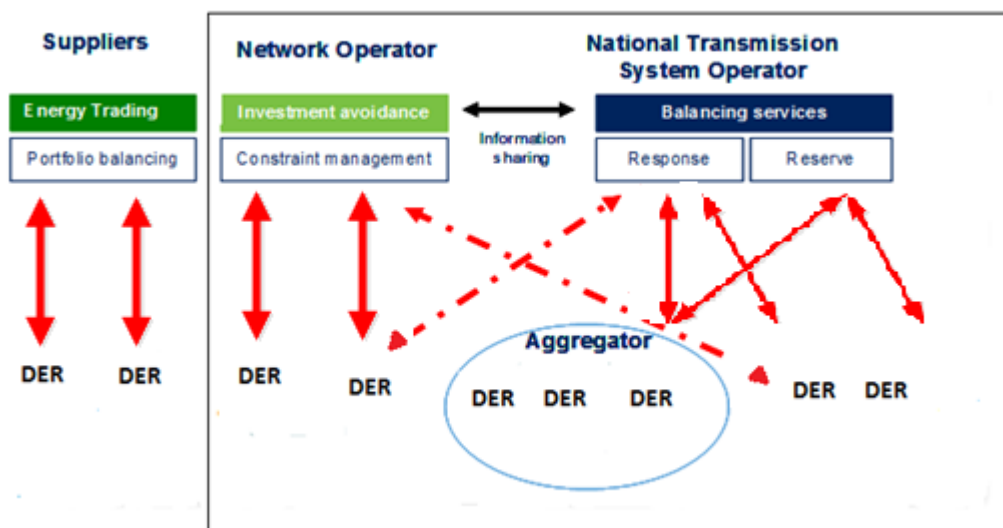 Suppliers
Network Operator
National Transmission
System Operator
Energy Trading
Investment avoidance
Balancing services
Information
sharing
Portfolio balancing
Constraint management
Response
Reserve
Aggregator
DER
DER
DER
DER
DER
DER
DER
DER
DER